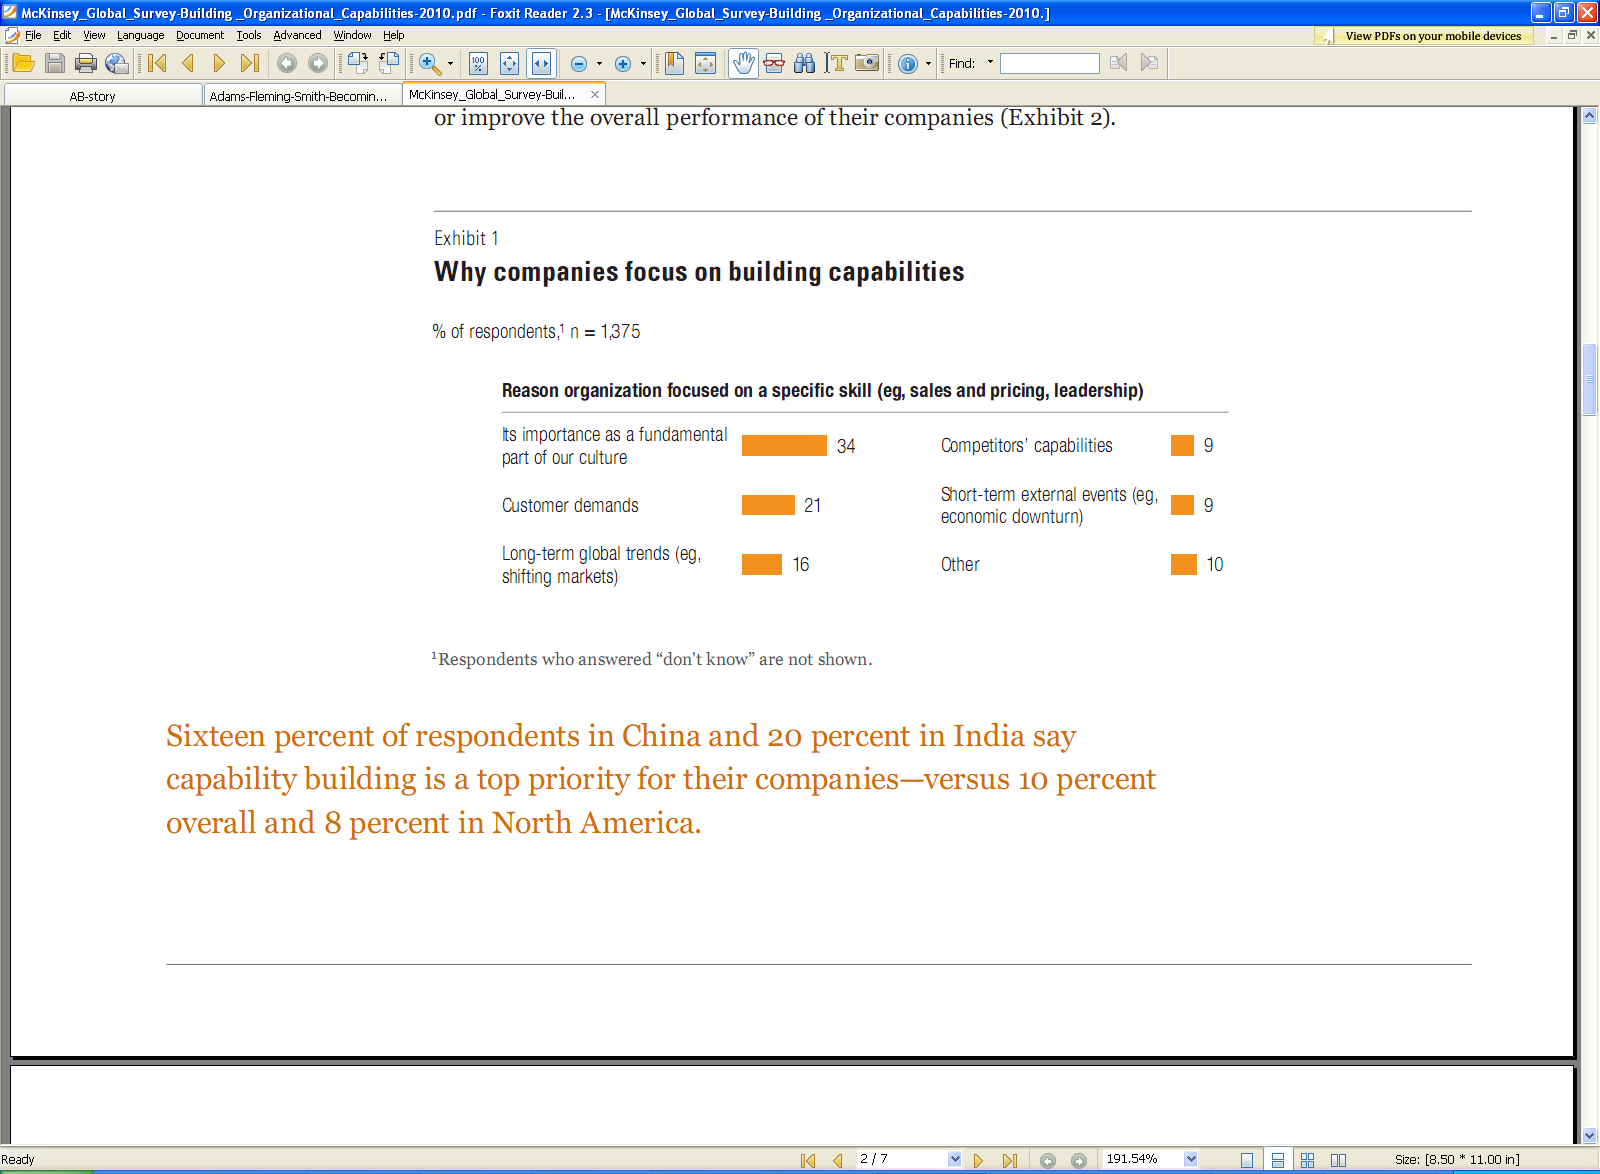 McKinsey_Global_Survey-Building _Organizational_Capabilities-2010.pdf - Foxit Reader 2.3 - [McKinsey_Global_Survey-Building _Organizational_Capabilities-2010.]
File Edit View Language Document Tools Advanced Window Help
View PDFs on your mobile devices
100 %
Find:
AB-story
Adams-Fleming-Smith-Becomin...
McKinsey_Global_Survey-Buil...
or improve the overall performance of their companies (Exhibit 2).
Exhibit 1
Why companies focus on building capabilities
% of respondents,¹ n = 1,375
Reason organization focused on a specific skill (eg, sales and pricing, leadership)
Its importance as a fundamental
part of our culture
34
Customer demands
21
Long-term global trends (eg,
shifting markets)
16
Competitors' capabilities
9
Short-term external events (eg,
economic downturn)
9
Other
10
¹Respondents who answered “don't know” are not shown.
Sixteen percent of respondents in China and 20 percent in India say
capability building is a top priority for their companies—versus 10 percent
overall and 8 percent in North America.
Ready
2 / 7
191.54%
Size: [8.50 * 11.00 in]